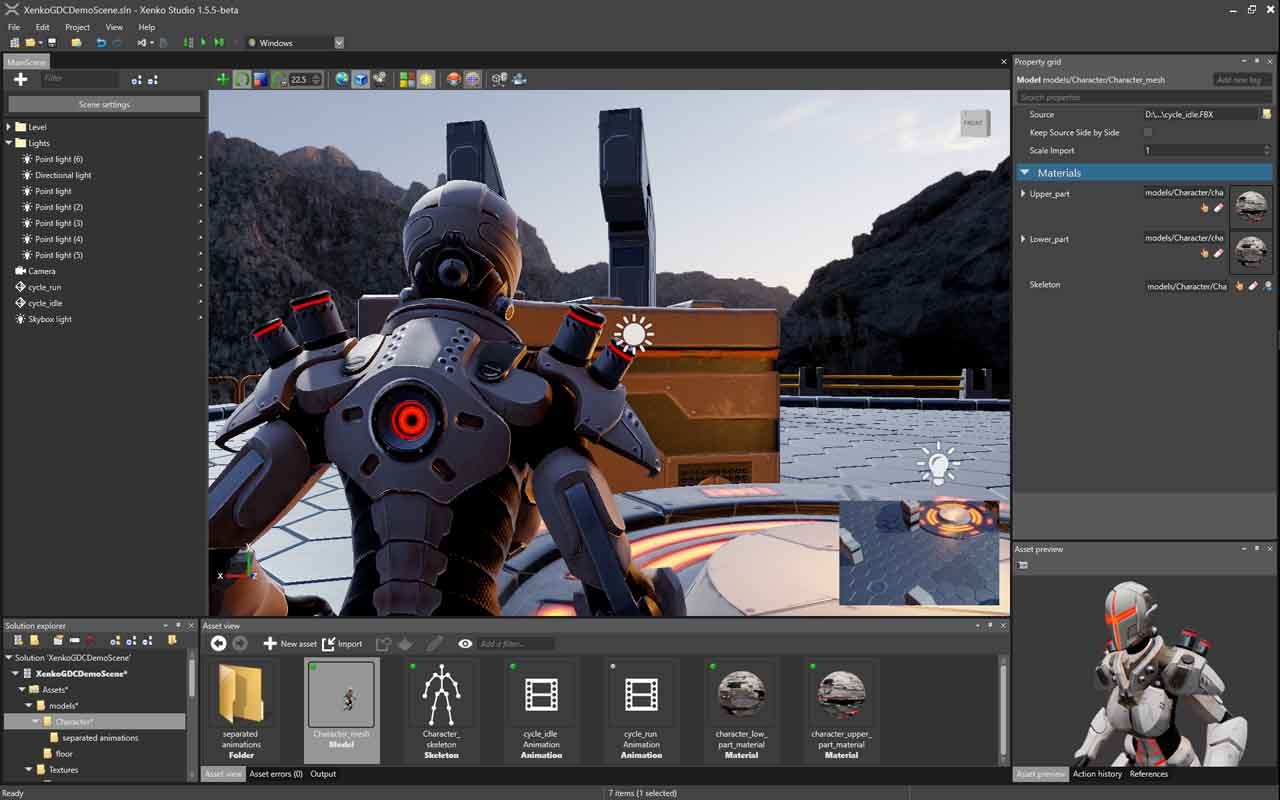 XenkoGDCDemoScene.sln - Xenko Studio 1.5.5-beta
File Edit Project View Help
Windows
MainScene
Filter
22.5
Scene settings
Level
Lights
Point light (6)
Directional light
Point light
Point light (2)
Point light (3)
Point light (4)
Point light (5)
Camera
cycle_run
cycle_idle
Skybox light
FRONT
Y
X
Z
Property grid
Model models/Character/Character_mesh
Add new tag
Search properties
Source D:\...\cycle_idle.FBX
Keep Source Side by Side
Scale Import 1
Materials
Upper_part models/Character/cha
Lower_part models/Character/cha
Skeleton models/Character/Cha
Solution explorer
Solution 'XenkoGDCDemoScene'
XenkoGDCDemoScene*
Assets*
models*
Character*
separated animations
floor
Textures
Asset view
New asset Import Add a filter...
separated animations Folder
Character_mesh Model
Character_skeleton Skeleton
cycle_idle Animation Animation
cycle_run Animation Animation
character_low_part_material Material
character_upper_part_material Material
Asset view Asset errors (0) Output
Asset preview
Asset preview Action history References
Ready
7 items (1 selected)